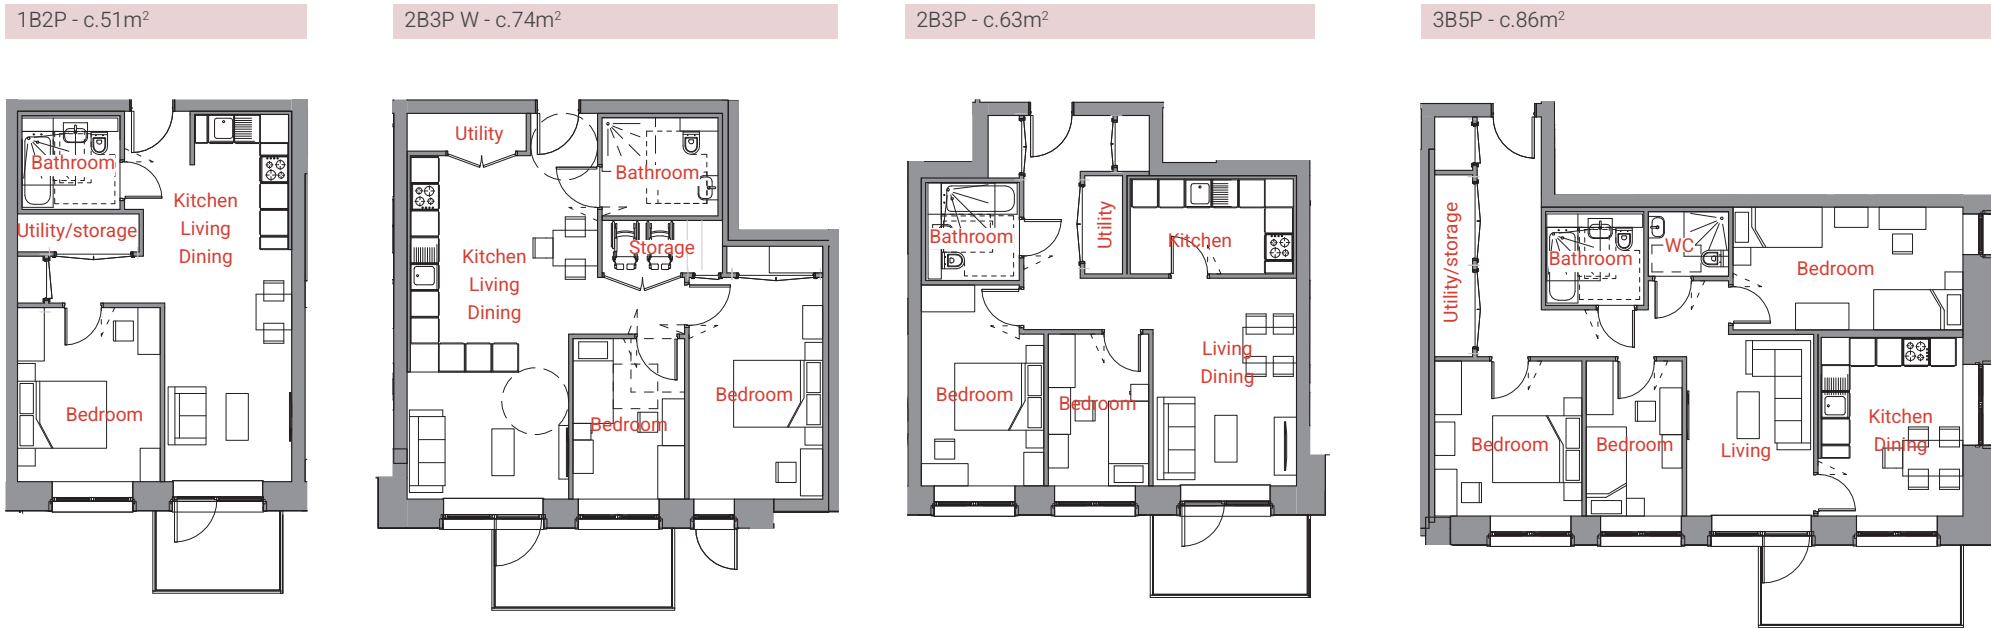 1B2P - c.51m²
2B3P W - c.74m²
2B3P - c.63m²
3B5P - c.86m²
Bathroom
Kitchen
Living
Dining
Utility/storage
Bedroom
Utility
Bathroom
Storage
Kitchen
Living
Dining
Bedroom
Bedroom
Bathroom
Utility
Kitchen
Living
Dining
Bedroom
Bedroom
Utility/storage
Bathroom
WC
Bedroom
Bedroom
Bedroom
Living
Kitchen
Dining